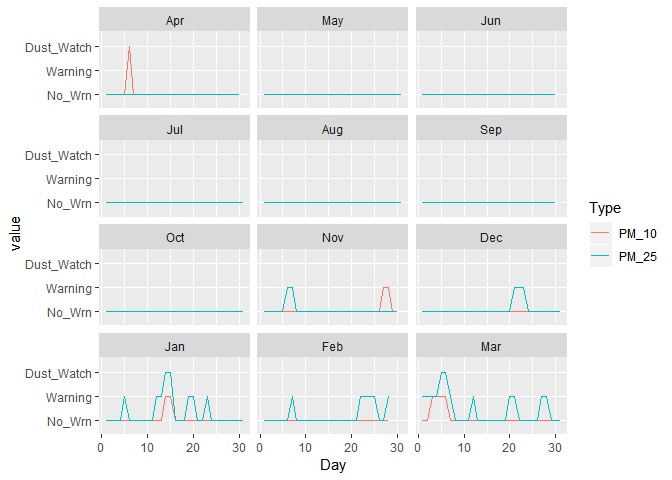 Apr May Jun
Dust_Watch
Warning
No_Wrn
Jul Aug Sep
Dust_Watch
Warning
No_Wrn
Oct Nov Dec
Dust_Watch
Warning
No_Wrn
Jan Feb Mar
Dust_Watch
Warning
No_Wrn
0 10 20 30 0 10 20 30 0 10 20 30
Day
value
Type
PM_10
PM_25